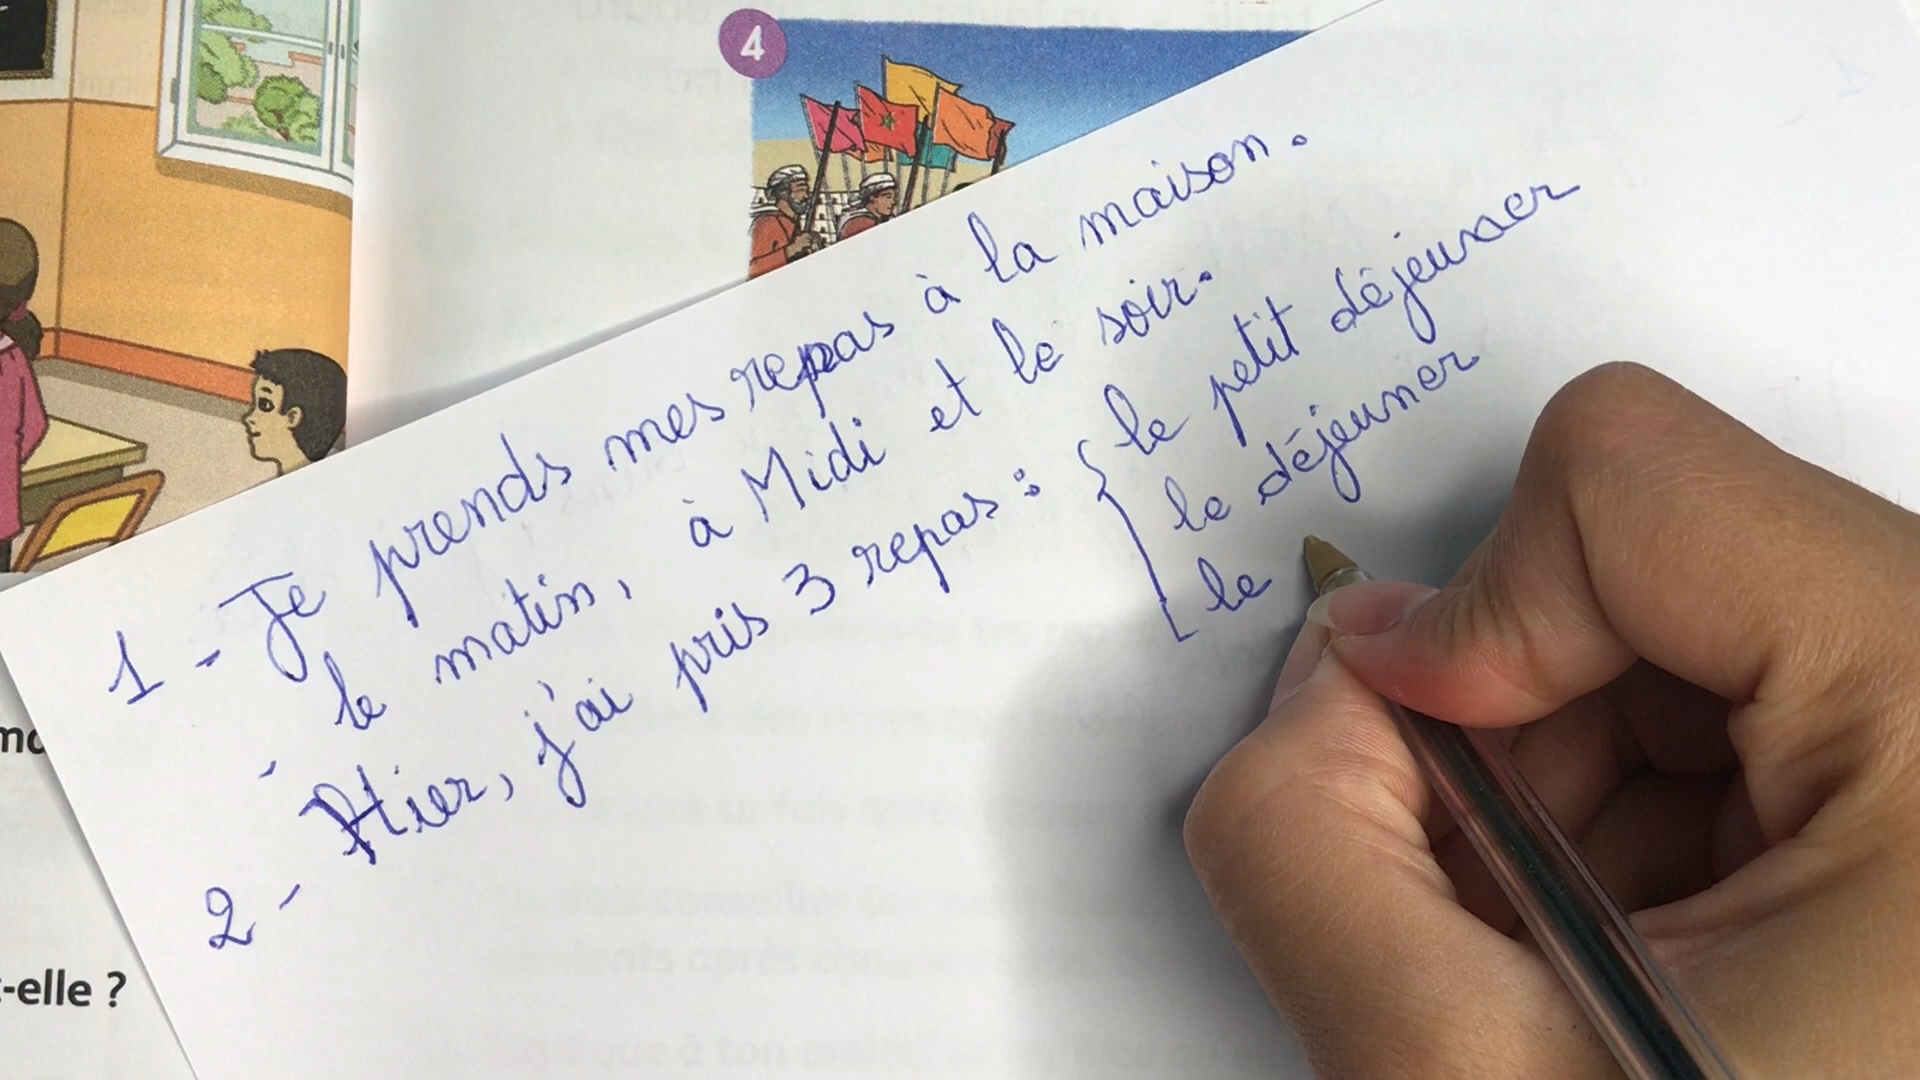 4
1 - Je prends mes repas à la maison.
le matin, à Midi et le soir.
2 - Hier, j'ai pris 3 repas : { le petit déjeuner
le déjeuner
le
-elle ?